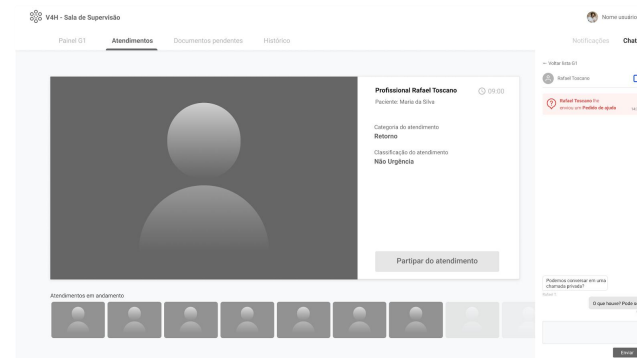 V4H - Sala de Supervisão
Nome usuário
Painel G1 Atendimentos Documentos pendentes Histórico
Notificações Chat
Voltar lista G1
Rafael Toscano
Rafael Toscano lhe
enviou um Pedido de ajuda
Profissional Rafael Toscano 09:00
Paciente: Maria da Silva
Categoria do atendimento
Retorno
Classificação do atendimento
Não Urgência
Partipar do atendimento
Atendimentos em andamento
Podemos conversar em uma
chamada privada?
O que houve? Pode
Enviar